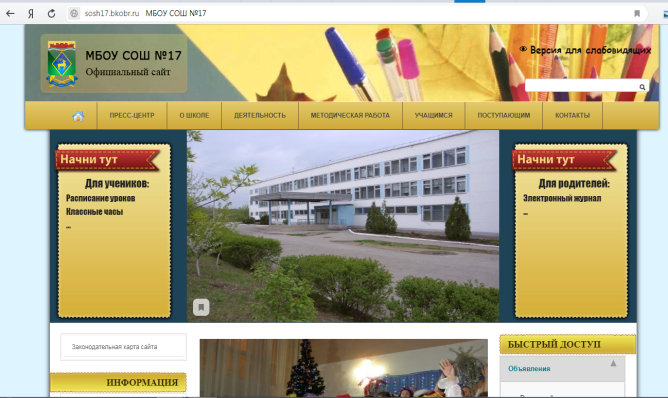 Я sosh17.bkobr.ru МБОУ СОШ №17
МБОУ СОШ №17
Официальный сайт
Версия для слабовидящих
ПРЕСС-ЦЕНТР О ШКОЛЕ ДЕЯТЕЛЬНОСТЬ МЕТОДИЧЕСКАЯ РАБОТА УЧАЩИМСЯ ПОСТУПАЮЩИМ КОНТАКТЫ
Начни тут
Для учеников:
Расписание уроков
Классные часы
...
Начни тут
Для родителей:
Электронный журнал
...
Законодательная карта сайта
ИНФОРМАЦИЯ
БЫСТРЫЙ ДОСТУП
Объявления